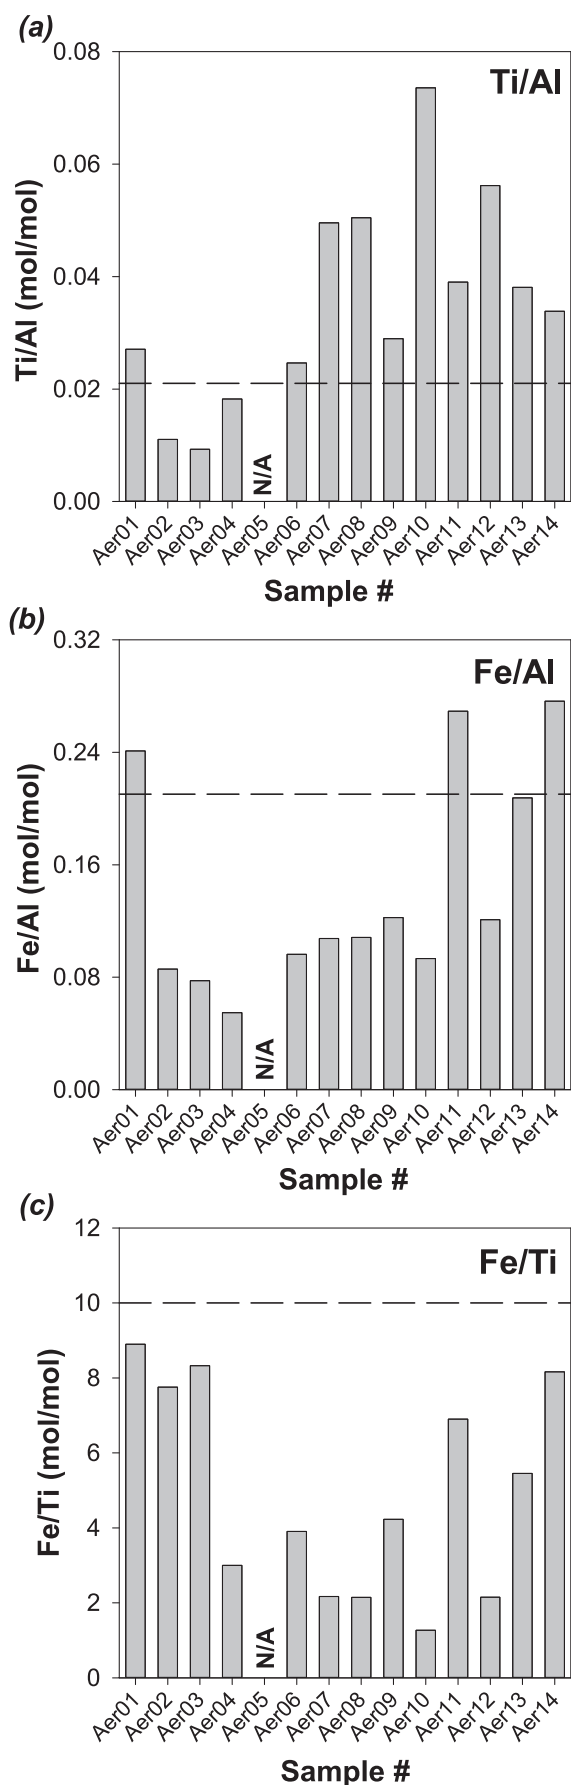 (a)
Ti/Al
Ti/Al (mol/mol)
0.08
0.06
0.04
0.02
0.00
N/A
Aer01 Aer02 Aer03 Aer04 Aer05 Aer06 Aer07 Aer08 Aer09 Aer10 Aer11 Aer12 Aer13 Aer14
Sample #
(b)
Fe/Al
Fe/Al (mol/mol)
0.32
0.24
0.16
0.08
0.00
N/A
Aer01 Aer02 Aer03 Aer04 Aer05 Aer06 Aer07 Aer08 Aer09 Aer10 Aer11 Aer12 Aer13 Aer14
Sample #
(c)
Fe/Ti
Fe/Ti (mol/mol)
12
10
8
6
4
2
0
N/A
Aer01 Aer02 Aer03 Aer04 Aer05 Aer06 Aer07 Aer08 Aer09 Aer10 Aer11 Aer12 Aer13 Aer14
Sample #